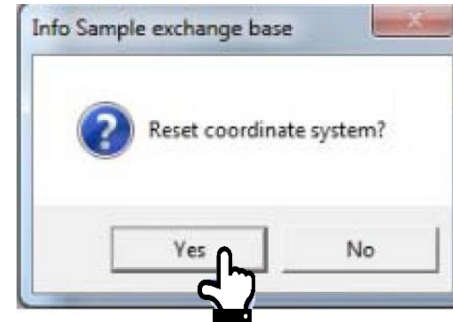 Info Sample exchange base
Reset coordinate system?
Yes No